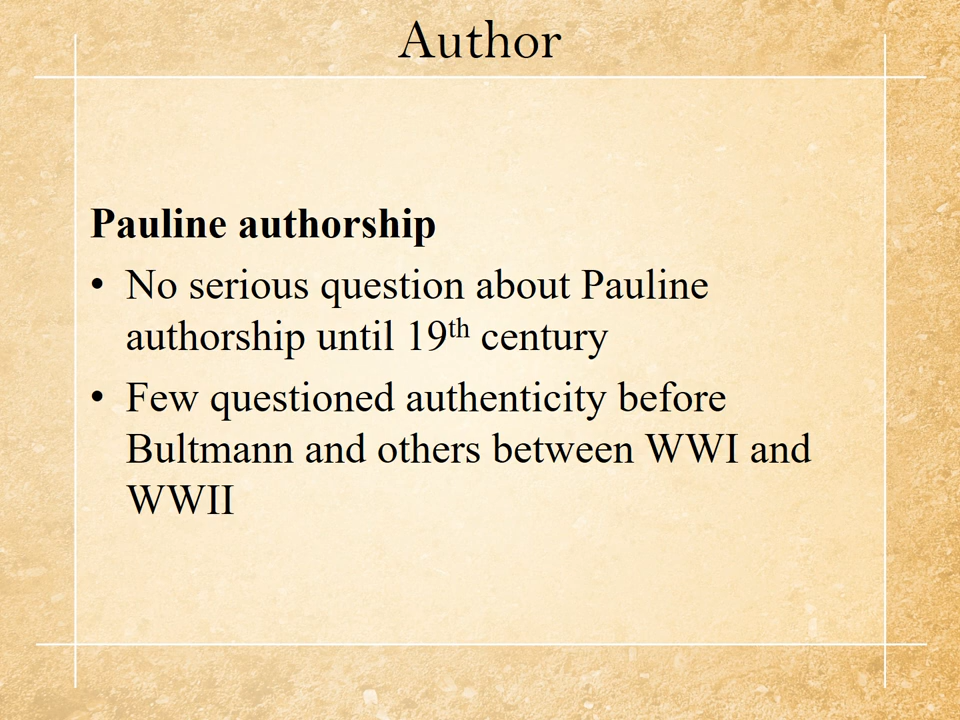 Author
Pauline authorship
• No serious question about Pauline
authorship until 19th century
• Few questioned authenticity before
Bultmann and others between WWI and
WWII